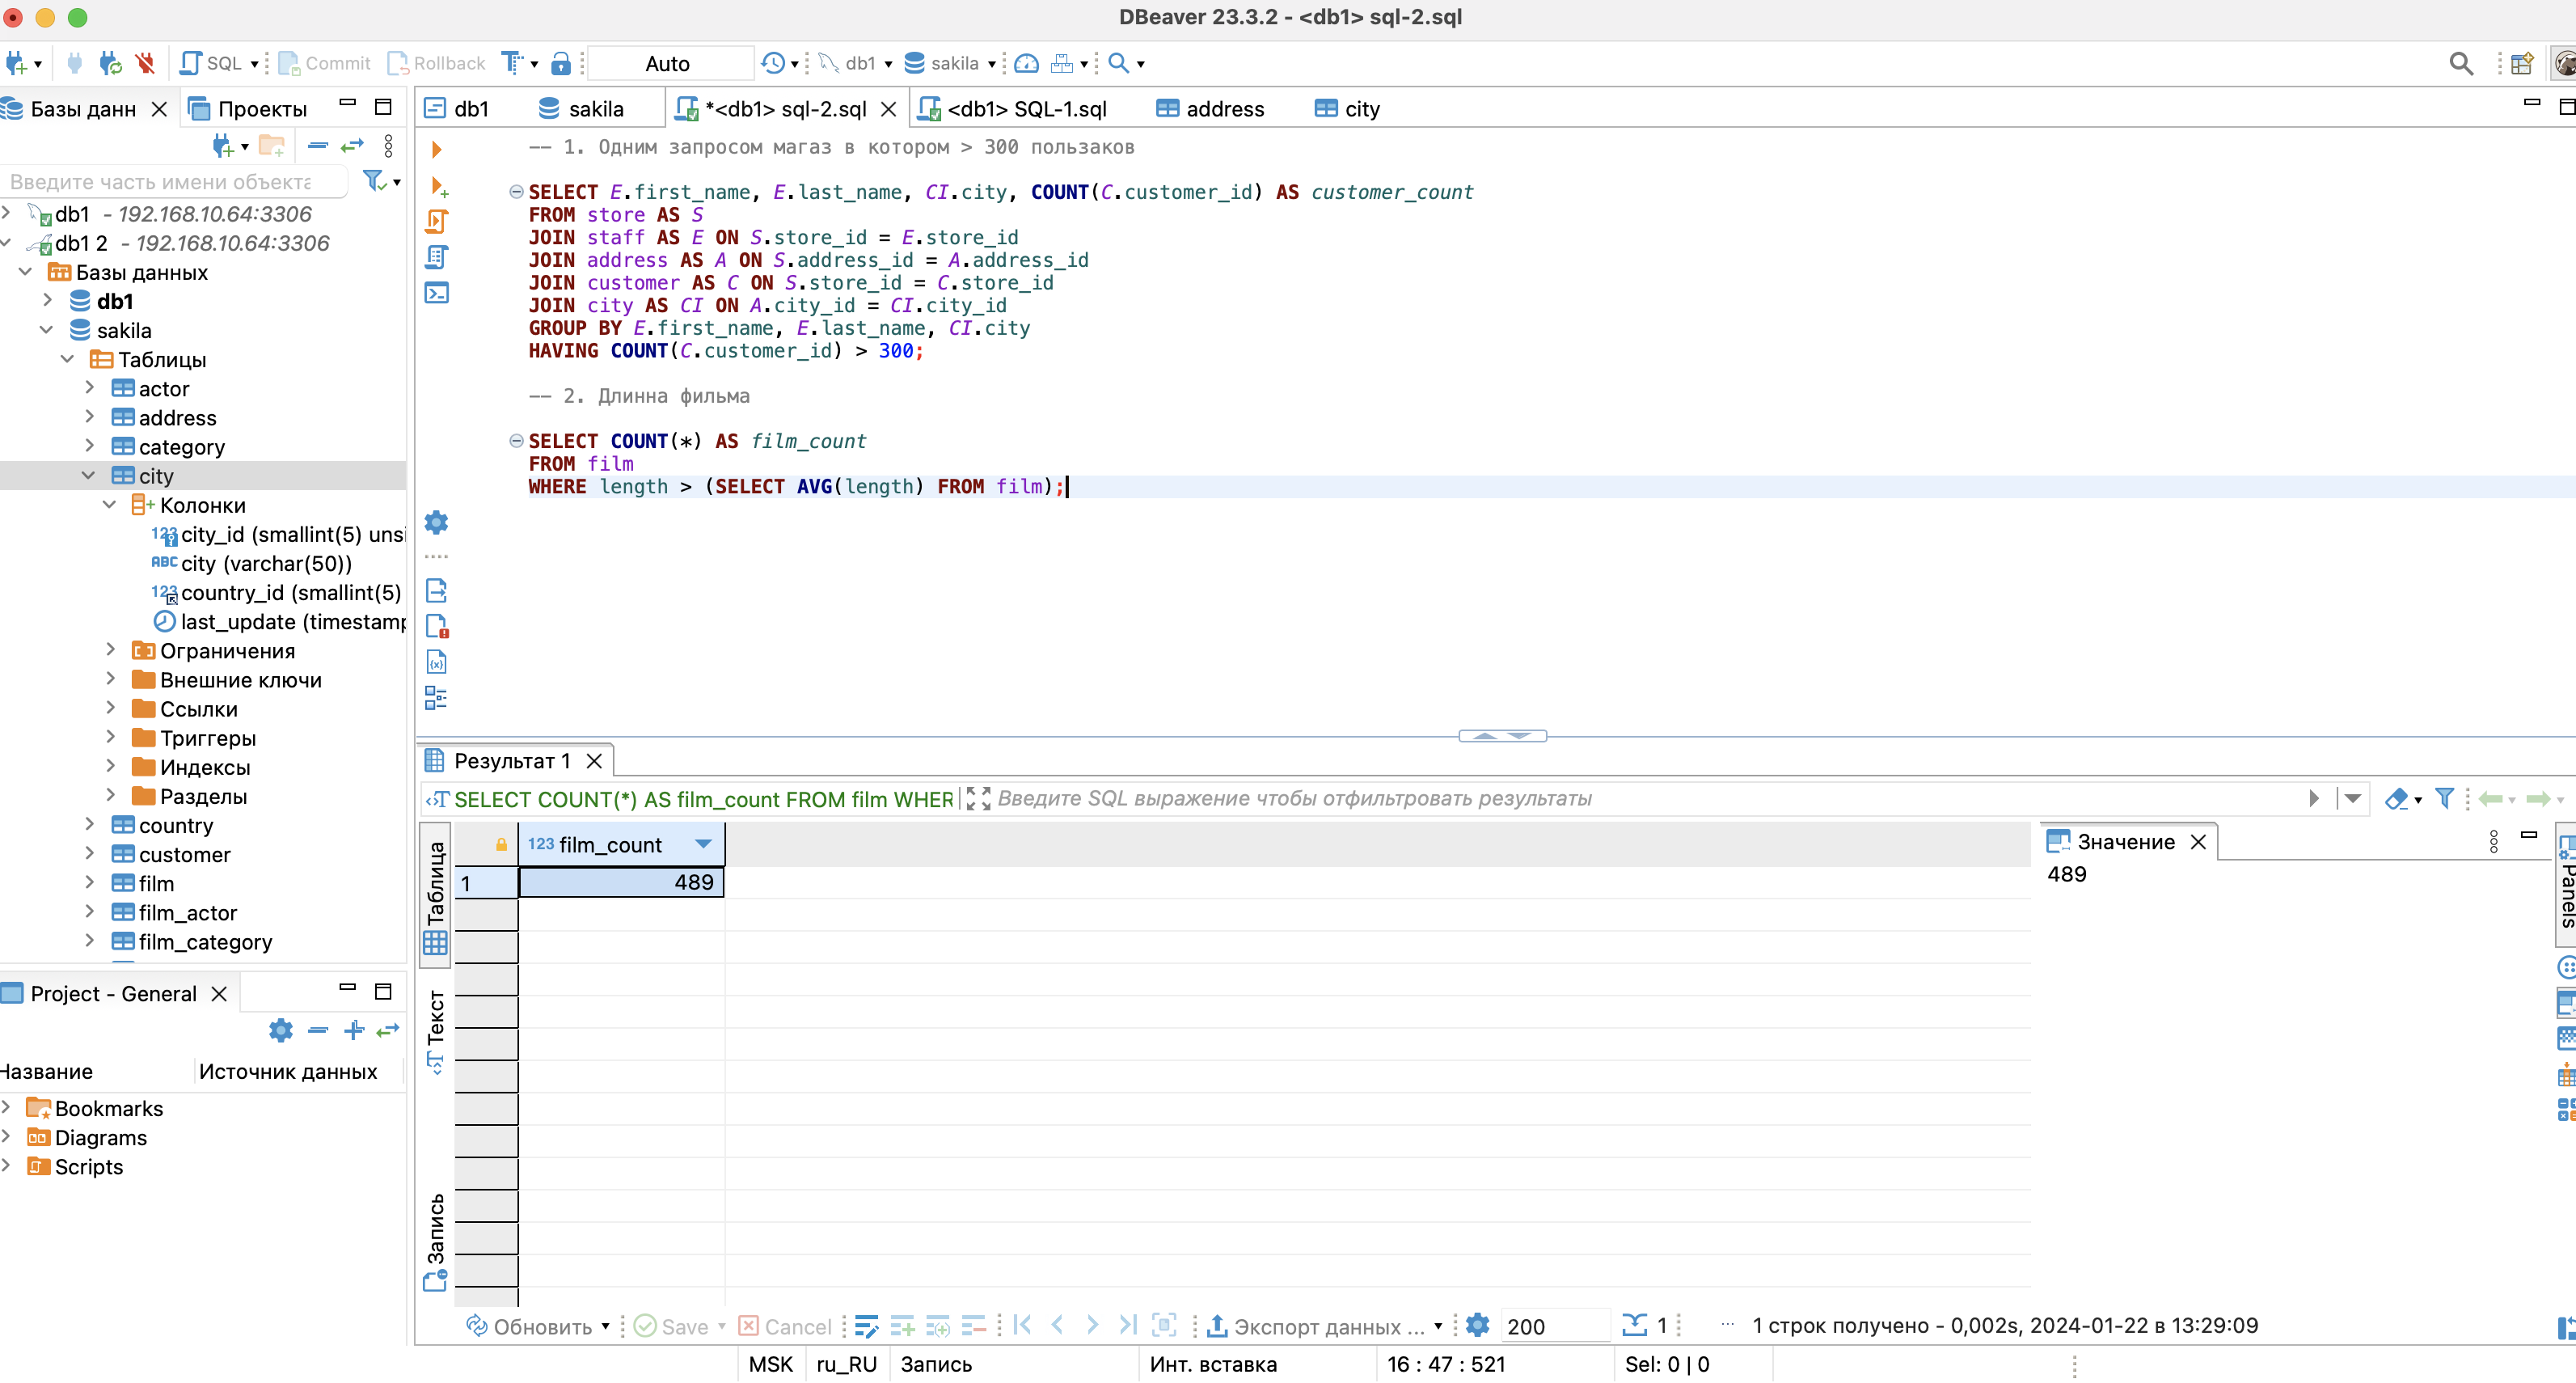 DBeaver 23.3.2 - <db1> sql-2.sql
SQL Commit Rollback Auto db1 sakila
Базы данн Проекты
db1 sakila *<db1> sql-2.sql <db1> SQL-1.sql address city
Введите часть имени объекта
db1 - 192.168.10.64:3306
db1 2 - 192.168.10.64:3306
Базы данных
db1
sakila
Таблицы
actor
address
category
city
Колонки
city_id (smallint(5) unsi
city (varchar(50))
country_id (smallint(5)
last_update (timestamp
Ограничения
Внешние ключи
Ссылки
Триггеры
Индексы
Разделы
country
customer
film
film_actor
film_category
Project - General
Название Источник данных
Bookmarks
Diagrams
Scripts
-- 1. Одним запросом магаз в котором > 300 пользаков
SELECT E.first_name, E.last_name, CI.city, COUNT(C.customer_id) AS customer_count
FROM store AS S
JOIN staff AS E ON S.store_id = E.store_id
JOIN address AS A ON S.address_id = A.address_id
JOIN customer AS C ON S.store_id = C.store_id
JOIN city AS CI ON A.city_id = CI.city_id
GROUP BY E.first_name, E.last_name, CI.city
HAVING COUNT(C.customer_id) > 300;
-- 2. Длинна фильма
SELECT COUNT(*) AS film_count
FROM film
WHERE length > (SELECT AVG(length) FROM film);
Результат 1
SELECT COUNT(*) AS film_count FROM film WHER Введите SQL выражение чтобы отфильтровать результаты
Таблица
Текст
Запись
123 film_count
1 489
Значение
489
Panels
Обновить Save Cancel Экспорт данных ... 200 1 ... 1 строк получено - 0,002s, 2024-01-22 в 13:29:09
MSK ru_RU Запись Инт. вставка 16 : 47 : 521 Sel: 0 | 0